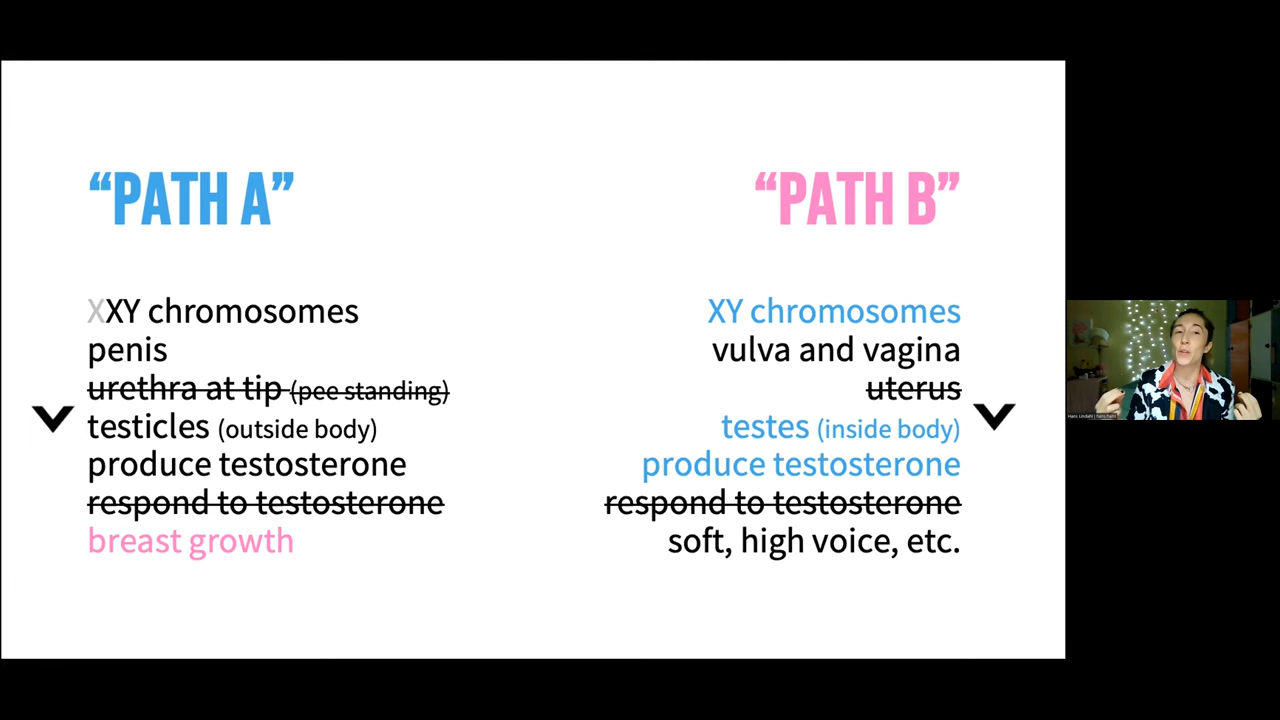 “PATH A”
XXY chromosomes
penis
urethra at tip (pee standing)
testicles (outside body)
produce testosterone
respond to testosterone
breast growth
“PATH B”
XY chromosomes
vulva and vagina
uterus
testes (inside body)
produce testosterone
respond to testosterone
soft, high voice, etc.
Hans Lindahl |